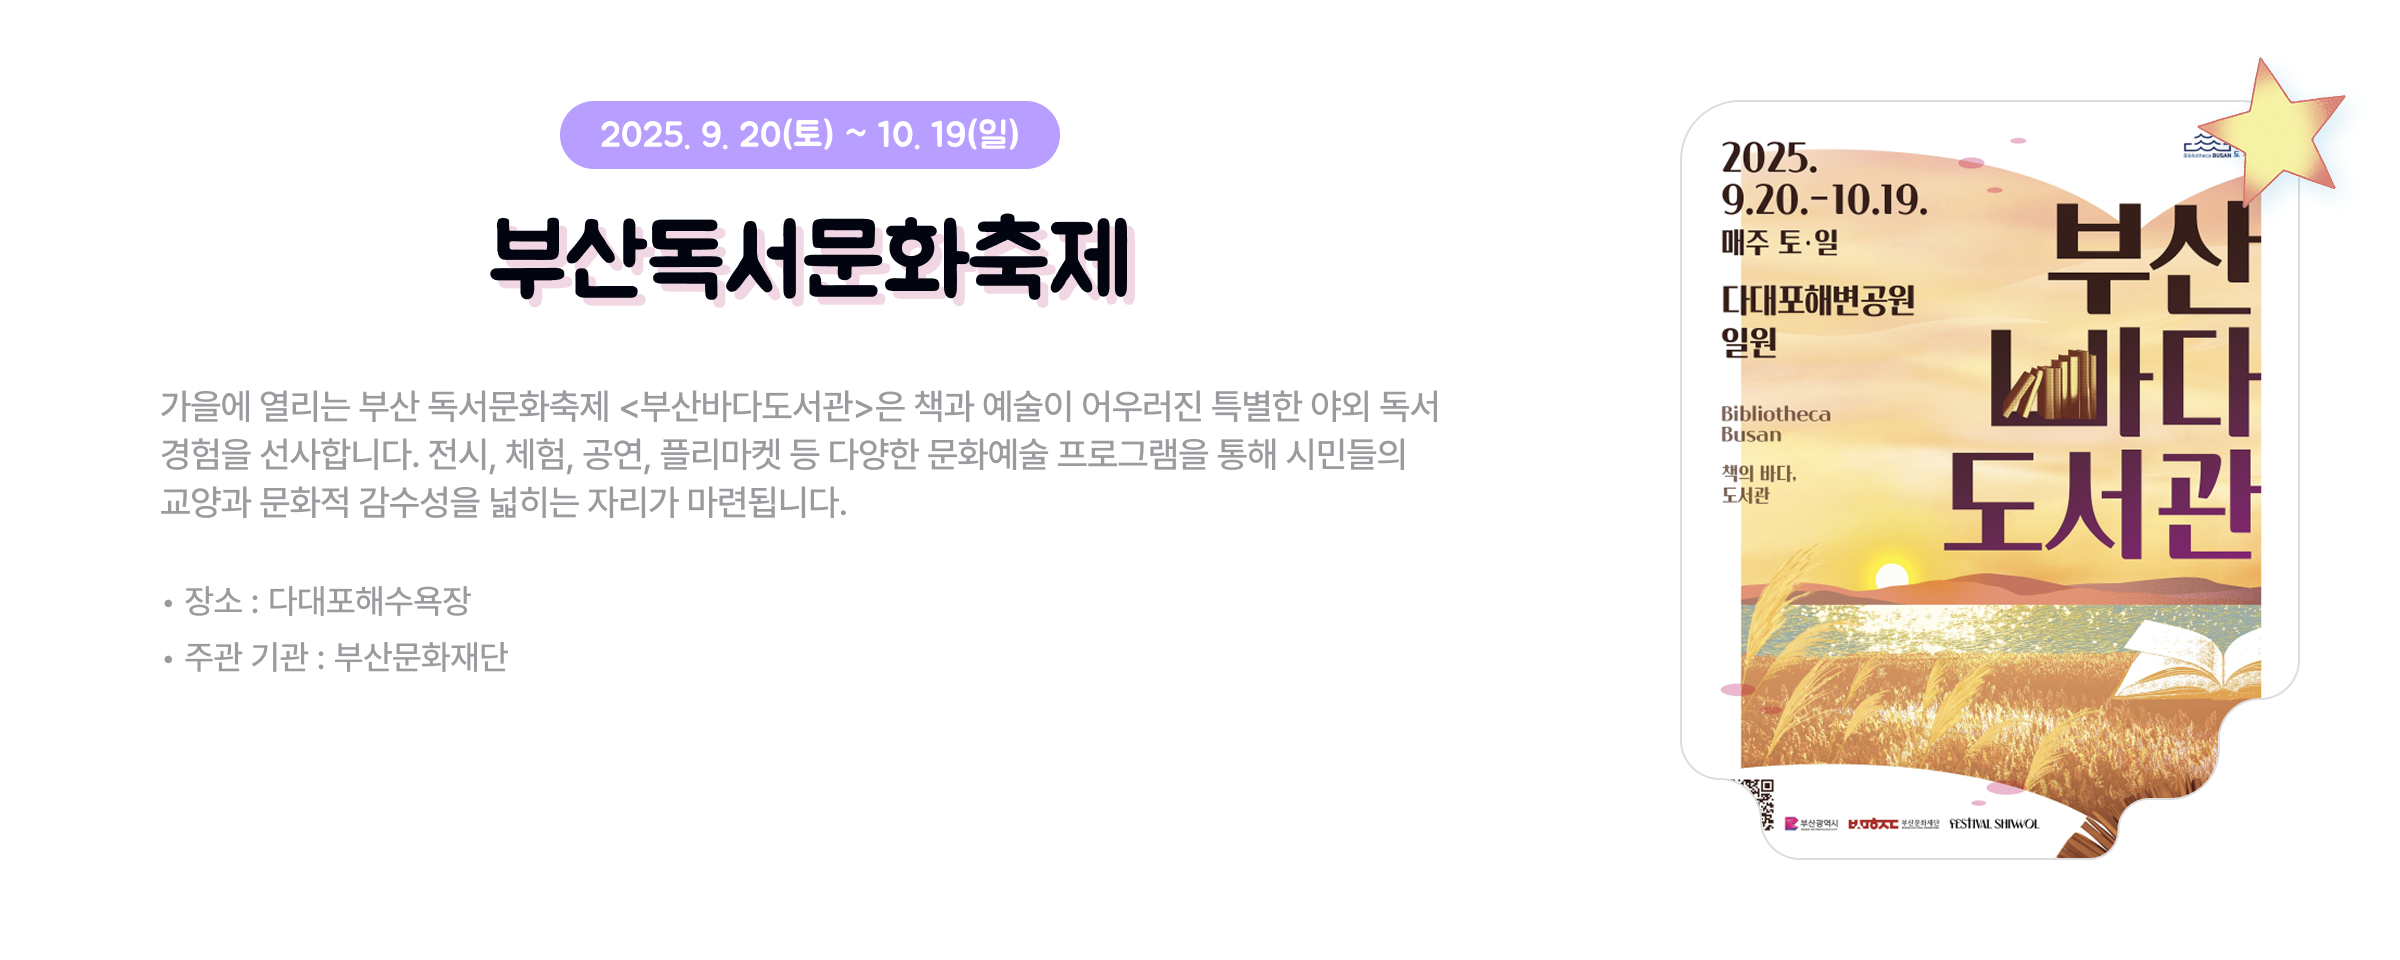 2025. 9. 20(토) ~ 10. 19(일)
부산독서문화축제
가을에 열리는 부산 독서문화축제 <부산바다도서관>은 책과 예술이 어우러진 특별한 야외 독서
경험을 선사합니다. 전시, 체험, 공연, 플리마켓 등 다양한 문화예술 프로그램을 통해 시민들의
교양과 문화적 감수성을 넓히는 자리가 마련됩니다.
• 장소 : 다대포해수욕장
• 주관 기관 : 부산문화재단
2025.
9.20.-10.19.
매주 토·일
다대포해변공원
일원
Bibliotheca
Busan
책의 바다,
도서관
Bibliotheca BUSAN
부산
바다
도서관
부산광역시
부산문화재단
FESTIVAL SHIWOL